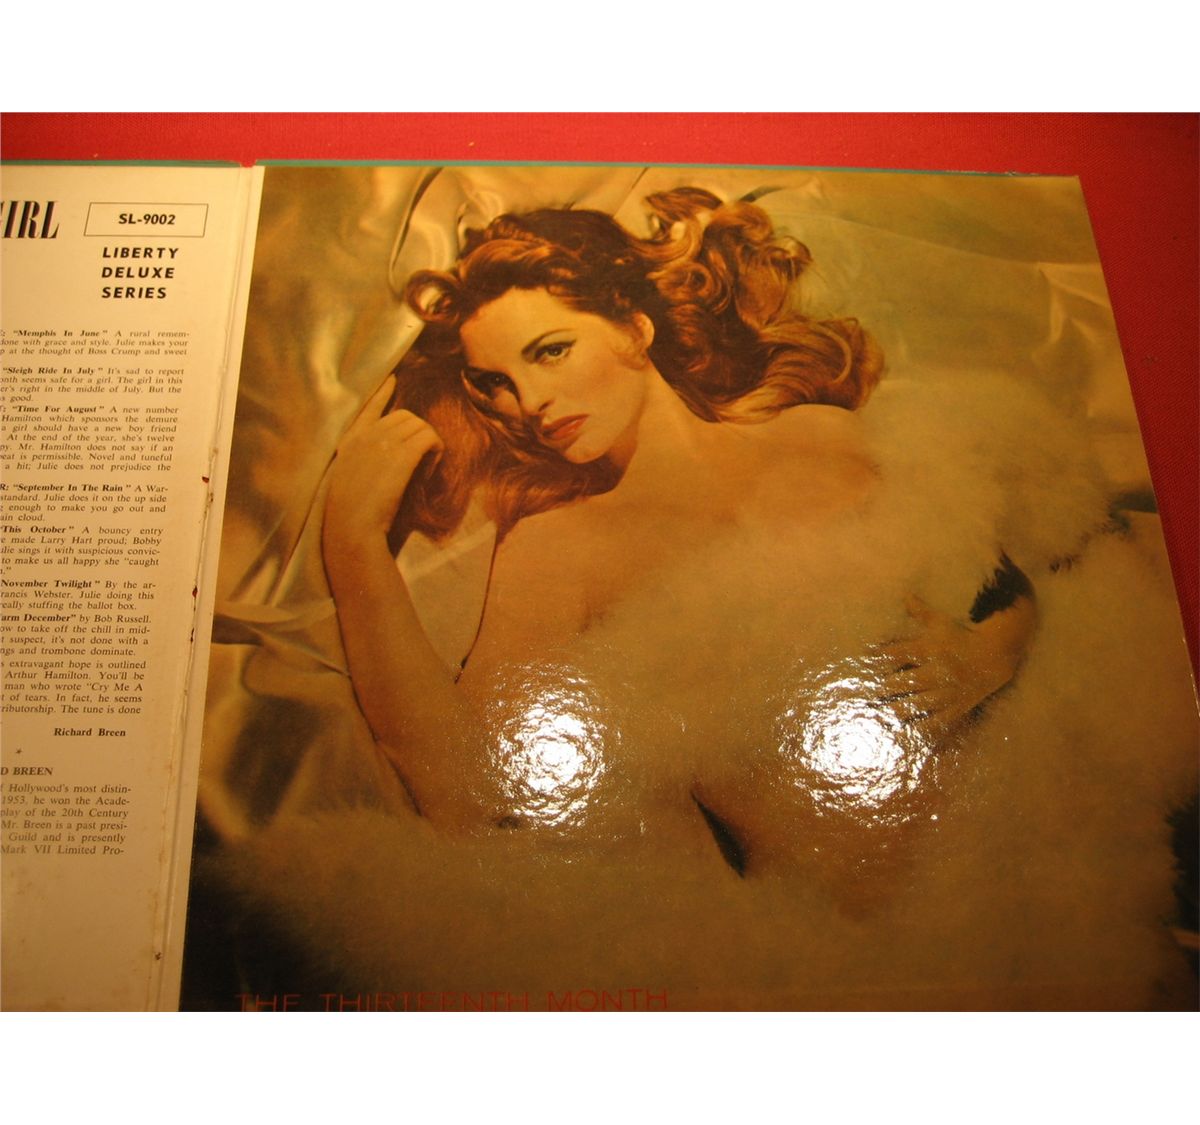 GIRL
SL-9002
LIBERTY
DELUXE
SERIES
"Memphis In June" A rural remem-
done with grace and style. Julie makes your
at the thought of Boss Crump and sweet
"Sleigh Ride In July" It's sad to report
month seems safe for a girl. The girl in this
right in the middle of July. But the
good.
"Time For August" A new number
Hamilton which sponsors the demure
a girl should have a new boy friend
At the end of the year, she's twelve
Mr. Hamilton does not say if an
is permissible. Novel and tuneful
a hit; Julie does not prejudice the
"September In The Rain" A War-
standard. Julie does it on the up side
enough to make you go out and
cloud.
"This October" A bouncy entry
made Larry Hart proud; Bobby
Julie sings it with suspicious convic-
to make us all happy she "caught
November Twilight" By the ar-
Francis Webster. Julie doing this
really stuffing the ballot box.
December" by Bob Russell.
to take off the chill in mid-
suspect, it's not done with a
and trombone dominate.
extravagant hope is outlined
Arthur Hamilton. You'll be
man who wrote "Cry Me A
of tears. In fact, he seems
The tune is done
Richard Breen
*
BREEN
Hollywood's most distin-
1953, he won the Acade-
play of the 20th Century
Mr. Breen is a past presi-
Guild and is presently
Mark VII Limited Pro-
THE THIRTEENTH MONTH